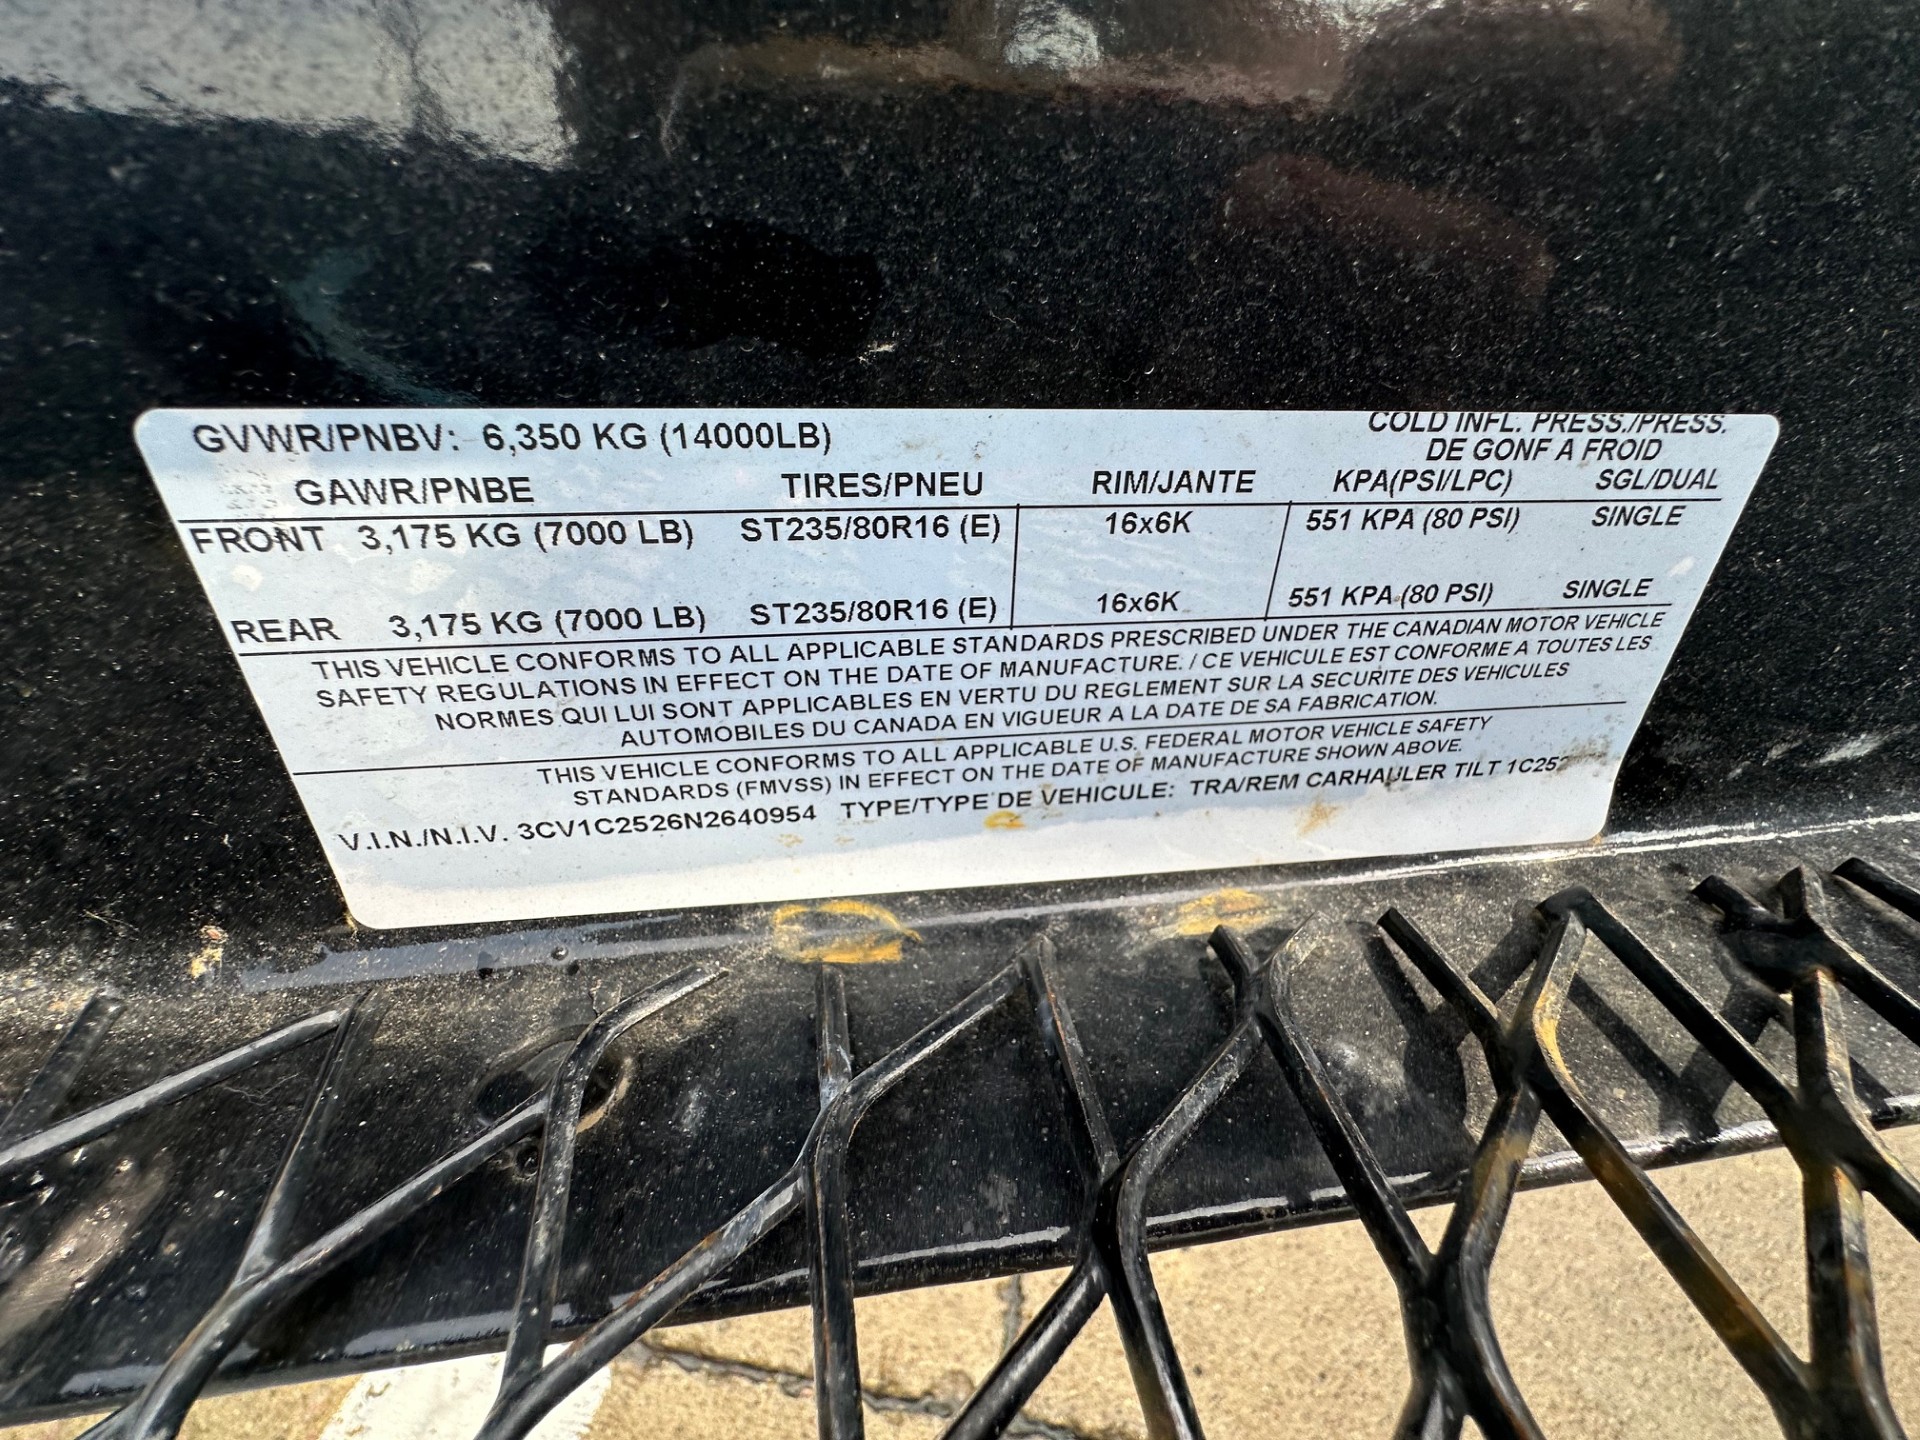 GVWR/PNBV: 6,350 KG (14000LB) COLD INFL. PRESS./PRESS.
DE GONF A FROID
GAWR/PNBE TIRES/PNEU RIM/JANTE KPA(PSI/LPC) SGL/DUAL
FRONT 3,175 KG (7000 LB) ST235/80R16 (E) 16x6K 551 KPA (80 PSI) SINGLE
REAR 3,175 KG (7000 LB) ST235/80R16 (E) 16x6K 551 KPA (80 PSI) SINGLE
THIS VEHICLE CONFORMS TO ALL APPLICABLE STANDARDS PRESCRIBED UNDER THE CANADIAN MOTOR VEHICLE
SAFETY REGULATIONS IN EFFECT ON THE DATE OF MANUFACTURE. / CE VEHICULE EST CONFORME A TOUTES LES
NORMES QUI LUI SONT APPLICABLES EN VERTU DU REGLEMENT SUR LA SECURITE DES VEHICULES
AUTOMOBILES DU CANADA EN VIGUEUR A LA DATE DE SA FABRICATION.
THIS VEHICLE CONFORMS TO ALL APPLICABLE U.S. FEDERAL MOTOR VEHICLE SAFETY
STANDARDS (FMVSS) IN EFFECT ON THE DATE OF MANUFACTURE SHOWN ABOVE.
V.I.N./N.I.V. 3CV1C2526N2640954 TYPE/TYPE DE VEHICULE: TRA/REM CARHAULER TILT